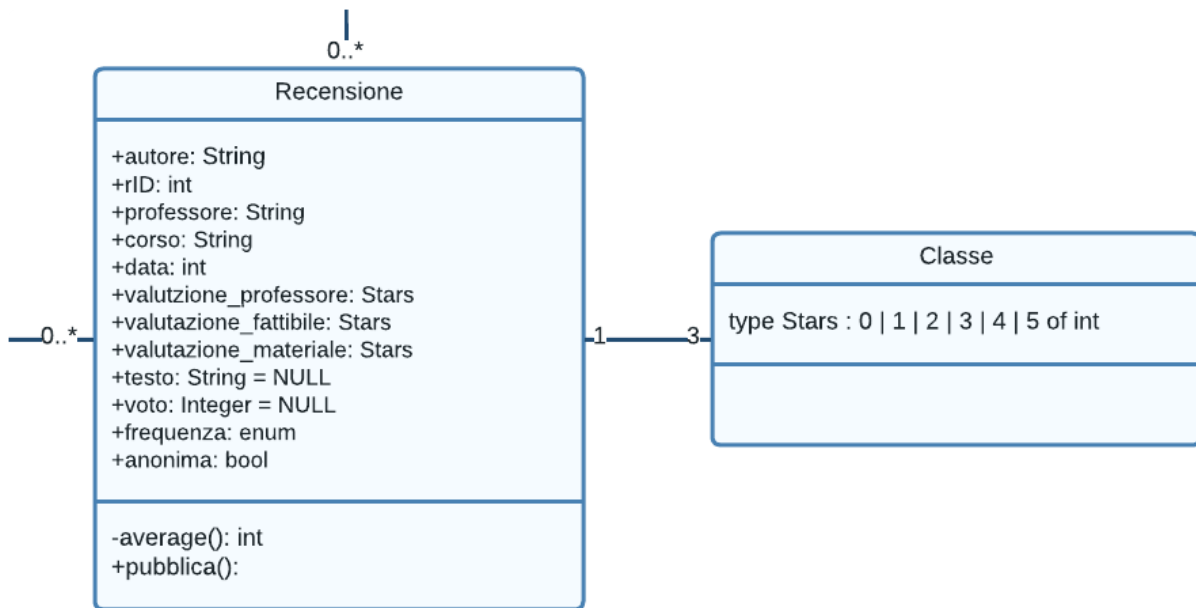 0..*
Recensione
+autore: String
+rID: int
+professore: String
+corso: String
+data: int
+valutzione_professore: Stars
+valutazione_fattibile: Stars
+valutazione_materiale: Stars
+testo: String = NULL
+voto: Integer = NULL
+frequenza: enum
+anonima: bool
-average(): int
+pubblica():
0..*
1
3
Classe
type Stars : 0 | 1 | 2 | 3 | 4 | 5 of int